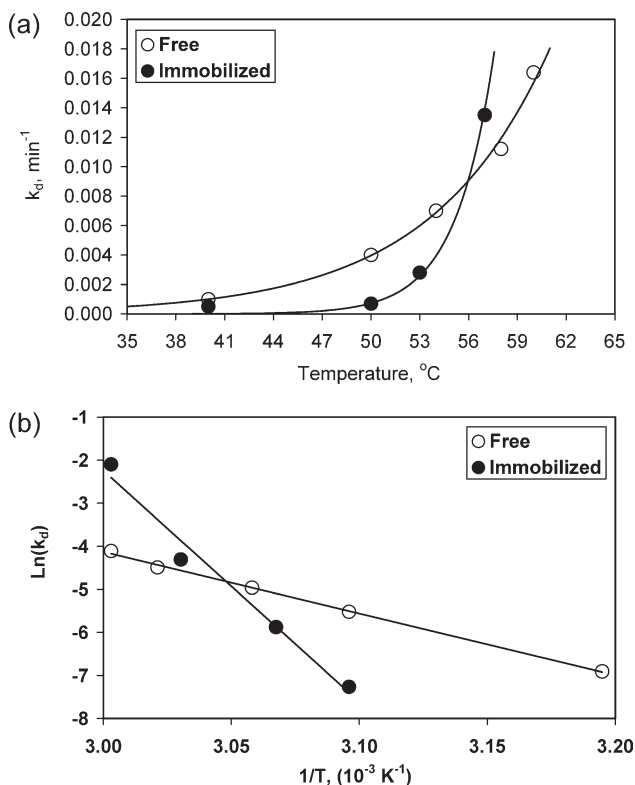 (a)
0.020
0.018
0.016
0.014
0.012
0.010
0.008
0.006
0.004
0.002
0.000
k_d, min⁻¹
Free
Immobilized
35 38 41 44 47 50 53 56 59 62 65
Temperature, °C
(b)
-1
-2
-3
-4
-5
-6
-7
-8
Ln(k_d)
Free
Immobilized
3.00 3.05 3.10 3.15 3.20
1/T, (10⁻³ K⁻¹)